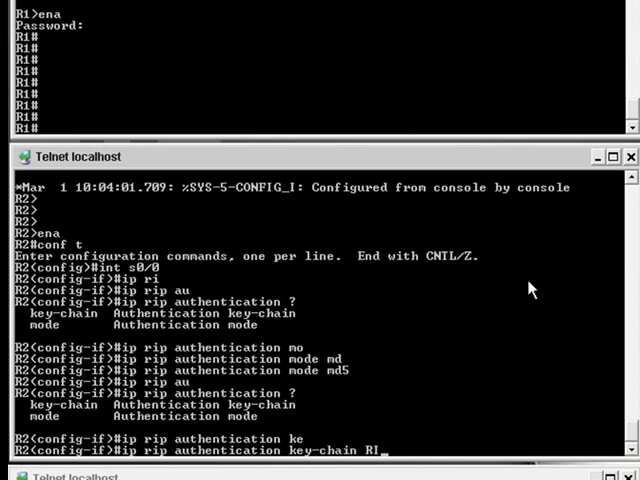 R1>ena
Password:
R1#
R1#
R1#
R1#
R1#
R1#
R1#
R1#
R1#
Telnet localhost
*Mar  1 10:04:01.709: %SYS-5-CONFIG_I: Configured from console by console
R2>
R2>
R2>
R2>ena
R2#conf t
Enter configuration commands, one per line.  End with CNTL/Z.
R2(config)#int s0/0
R2(config-if)#ip ri
R2(config-if)#ip rip au
R2(config-if)#ip rip authentication ?
  key-chain  Authentication key-chain
  mode       Authentication mode
R2(config-if)#ip rip authentication mo
R2(config-if)#ip rip authentication mode md
R2(config-if)#ip rip authentication mode md5
R2(config-if)#ip rip au
R2(config-if)#ip rip authentication ?
  key-chain  Authentication key-chain
  mode       Authentication mode
R2(config-if)#ip rip authentication ke
R2(config-if)#ip rip authentication key-chain RI_
Telnet localhost